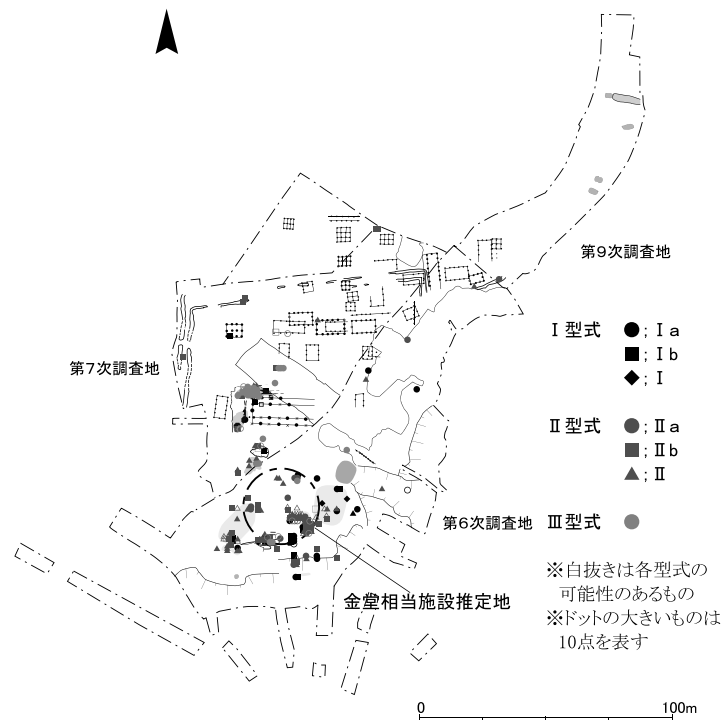 第9次調査地
Ⅰ型式 ; Ⅰa
; Ⅰb
; Ⅰ
第7次調査地
Ⅱ型式 ; Ⅱa
; Ⅱb
; Ⅱ
第6次調査地
Ⅲ型式
※白抜きは各型式の
可能性のあるもの
※ドットの大きいものは
10点を表す
金堂相当施設推定地
0 100m